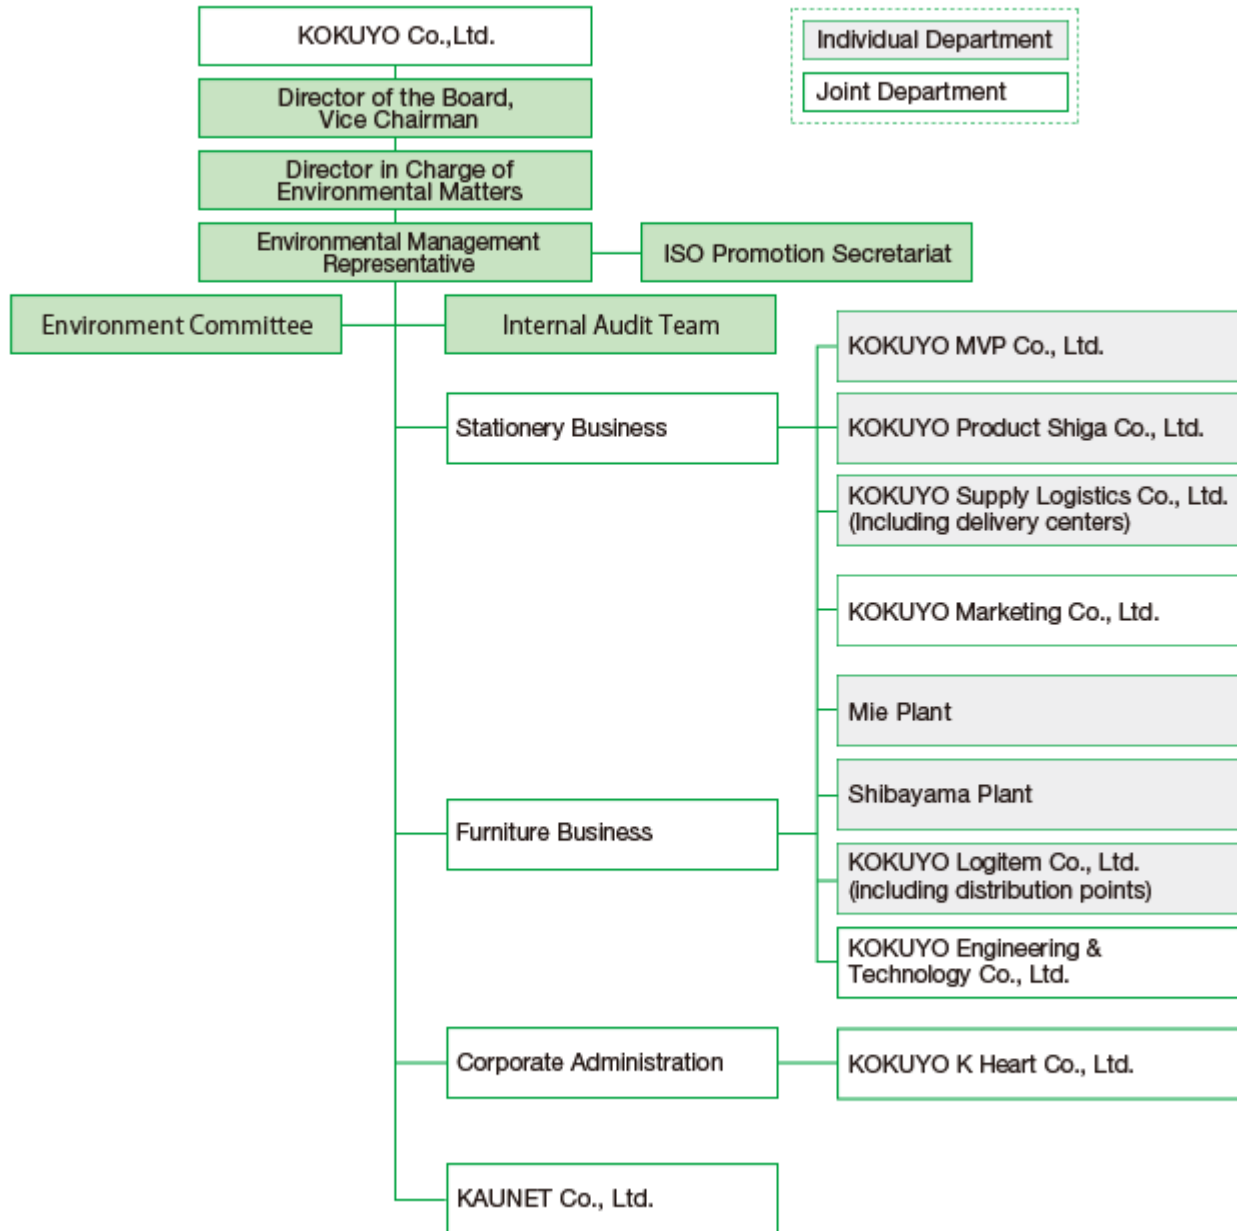 KOKUYO Co.,Ltd.
Individual Department
Joint Department
Director of the Board,
Vice Chairman
Director in Charge of
Environmental Matters
Environmental Management
Representative
ISO Promotion Secretariat
Environment Committee
Internal Audit Team
KOKUYO MVP Co., Ltd.
Stationery Business
KOKUYO Product Shiga Co., Ltd.
KOKUYO Supply Logistics Co., Ltd.
(Including delivery centers)
KOKUYO Marketing Co., Ltd.
Mie Plant
Shibayama Plant
Furniture Business
KOKUYO Logitem Co., Ltd.
(including distribution points)
KOKUYO Engineering &
Technology Co., Ltd.
Corporate Administration
KOKUYO K Heart Co., Ltd.
KAUNET Co., Ltd.